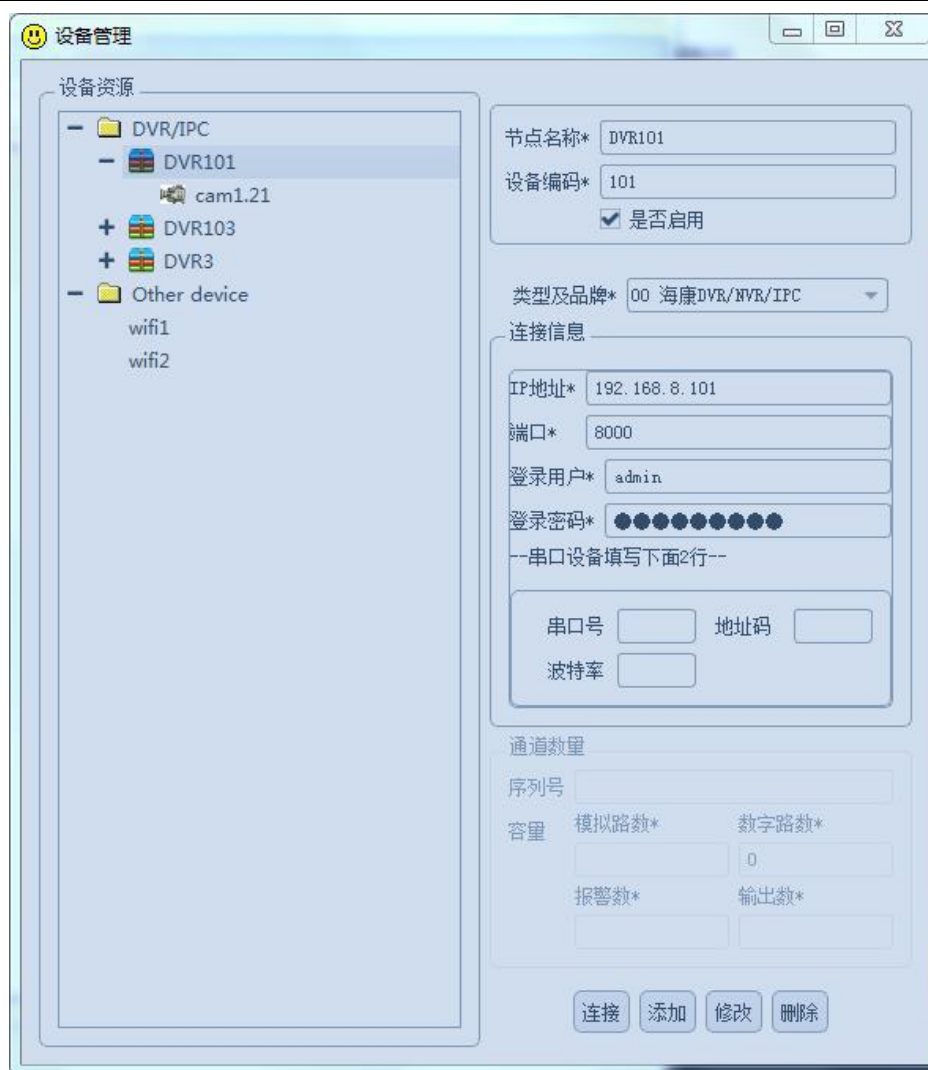 设备管理
设备资源
DVR/IPC
DVR101
cam1.21
DVR103
DVR3
Other device
wifi1
wifi2
节点名称* DVR101
设备编码* 101
是否启用
类型及品牌* 00 海康DVR/NVR/IPC
连接信息
IP地址* 192.168.8.101
端口* 8000
登录用户* admin
登录密码* ●●●●●●●●●
--串口设备填写下面2行--
串口号 地址码
波特率
通道数量
序列号
容量 模拟路数* 数字路数*
0
报警数* 输出数*
连接 添加 修改 删除